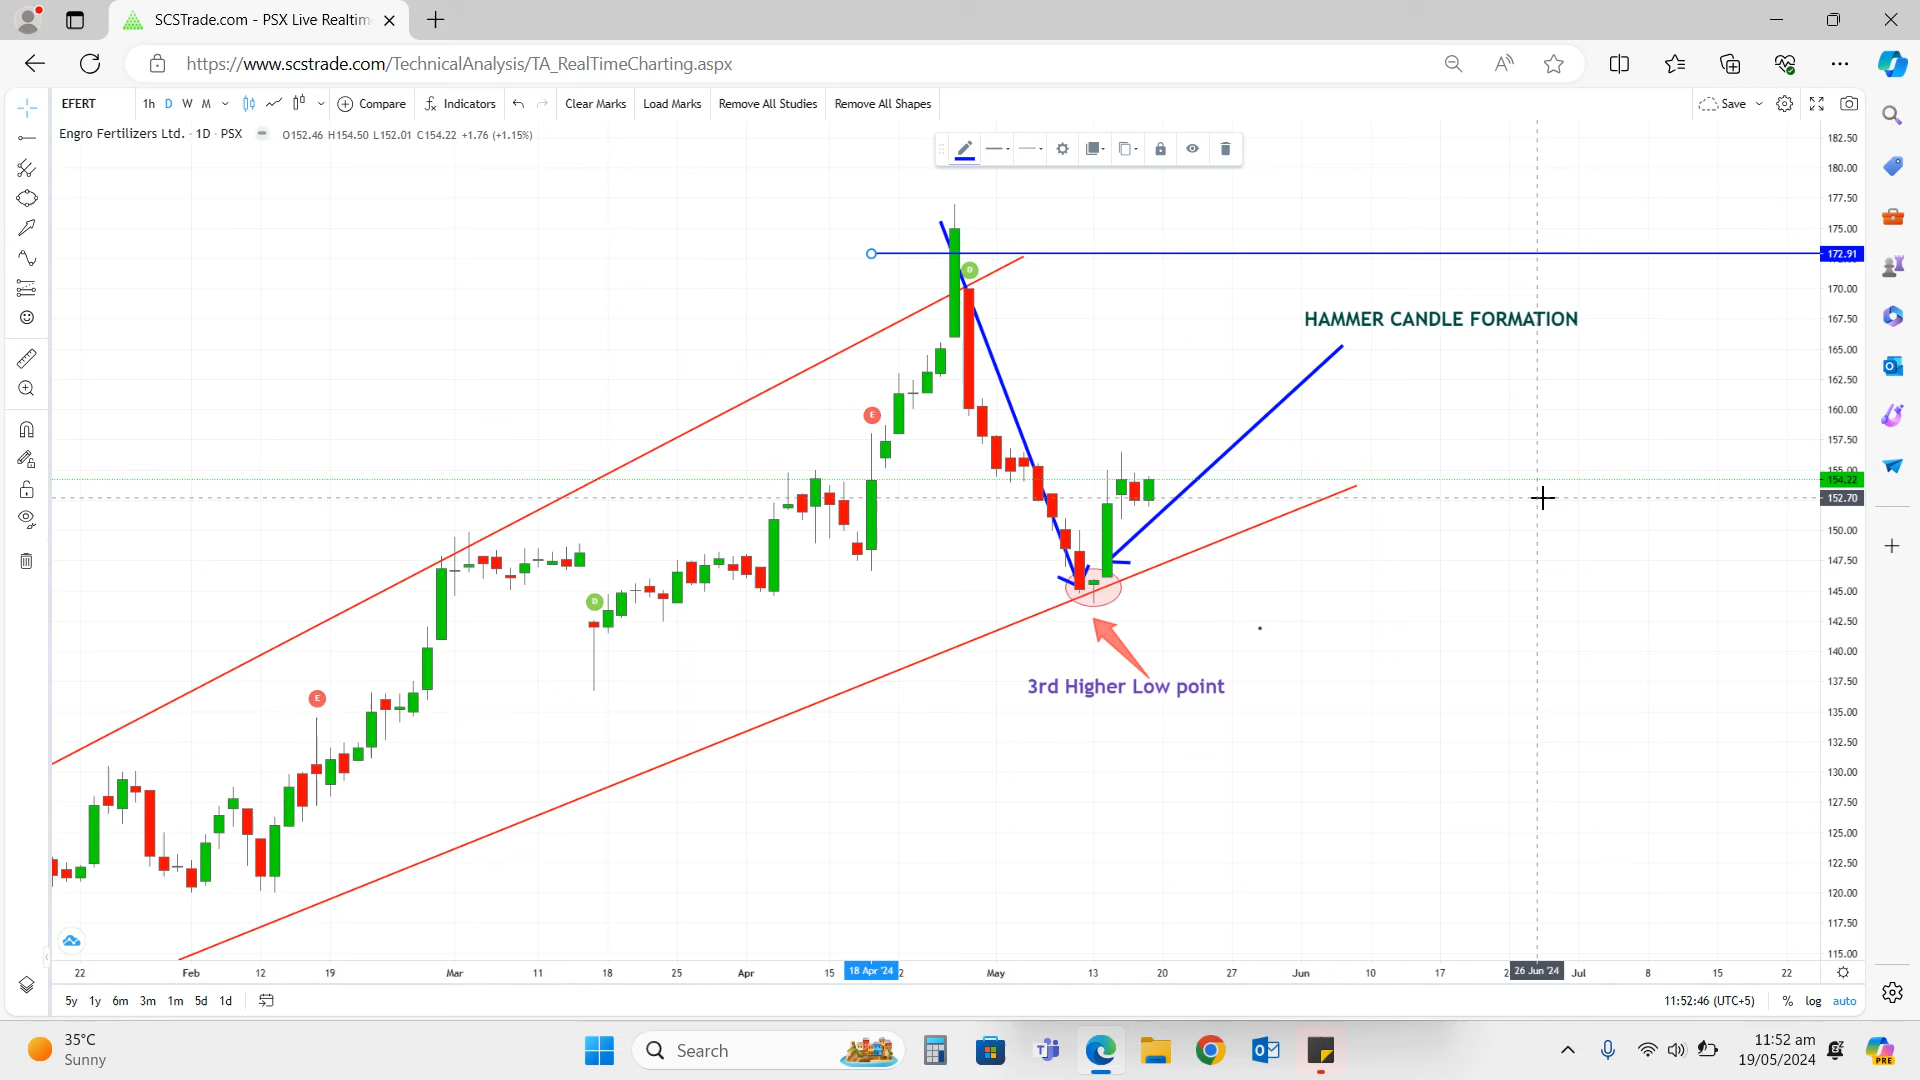 SCSTrade.com - PSX Live Realtim
https://www.scstrade.com/TechnicalAnalysis/TA_RealTimeCharting.aspx
EFERT 1h D W M Compare Indicators Clear Marks Load Marks Remove All Studies Remove All Shapes Save
Engro Fertilizers Ltd. · 1D · PSX O152.46 H154.50 L152.01 C154.22 +1.76 (+1.15%)
182.50
180.00
177.50
175.00
172.91
170.00
167.50
165.00
162.50
160.00
157.50
155.00
154.22
152.70
150.00
147.50
145.00
142.50
140.00
137.50
135.00
132.50
130.00
127.50
125.00
122.50
120.00
117.50
115.00
D
HAMMER CANDLE FORMATION
E
D
3rd Higher Low point
E
22 Feb 12 19 Mar 11 18 25 Apr 15 18 Apr '24 2 May 13 20 27 Jun 10 17 2 26 Jun '24 Jul 8 15 22
5y 1y 6m 3m 1m 5d 1d 11:52:46 (UTC+5) % log auto
35°C
Sunny
Search
11:52 am
19/05/2024
PRE